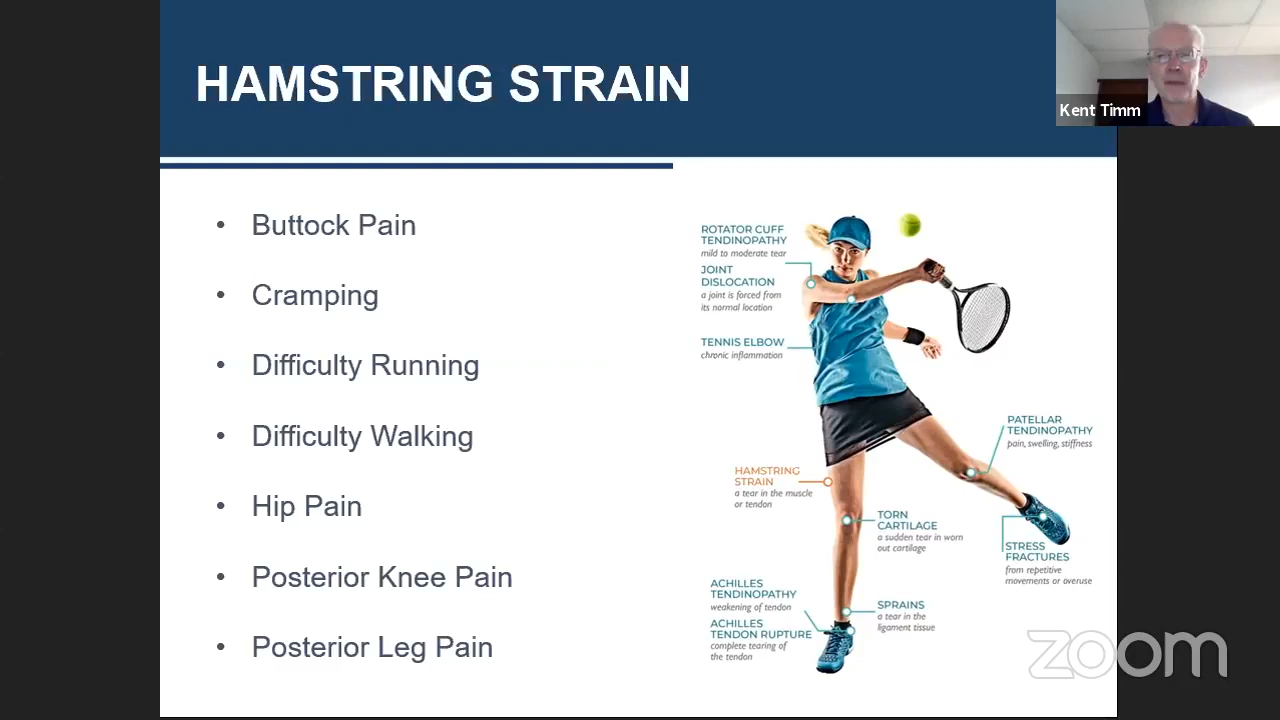 HAMSTRING STRAIN
Kent Timm
• Buttock Pain
• Cramping
• Difficulty Running
• Difficulty Walking
• Hip Pain
• Posterior Knee Pain
• Posterior Leg Pain
ROTATOR CUFF
TENDINOPATHY
mild to moderate tear
JOINT
DISLOCATION
a joint is forced from
its normal location
TENNIS ELBOW
chronic inflammation
PATELLAR
TENDINOPATHY
pain, swelling, stiffness
HAMSTRING
STRAIN
a tear in the muscle
or tendon
TORN
CARTILAGE
a sudden tear in worn
out cartilage
STRESS
FRACTURES
from repetitive
movements or overuse
ACHILLES
TENDINOPATHY
weakening of tendon
ACHILLES
TENDON RUPTURE
complete tearing of
the tendon
SPRAINS
a tear in the
ligament tissue
zoom